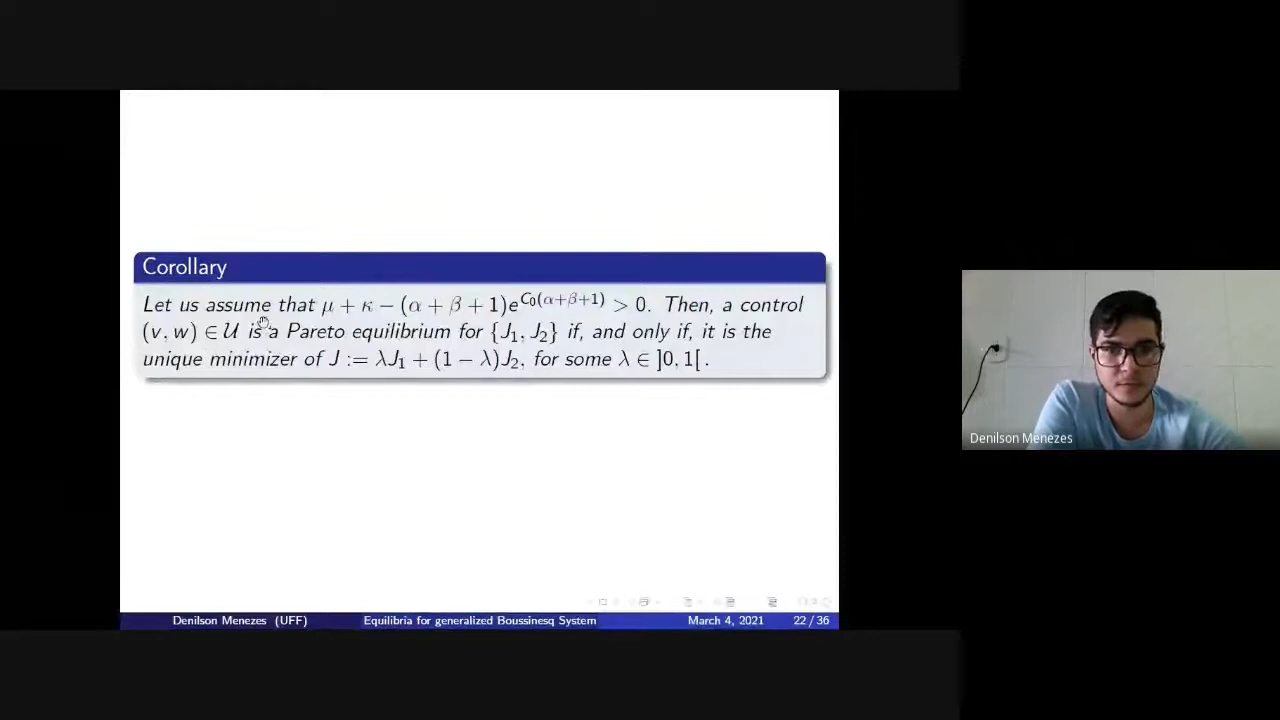 Corollary
Let us assume that μ + κ − (α + β + 1)e^{C₀(α+β+1)} > 0. Then, a control
(v, w) ∈ 𝒰 is a Pareto equilibrium for {J₁, J₂} if, and only if, it is the
unique minimizer of J := λJ₁ + (1 − λ)J₂, for some λ ∈ ]0, 1[ .
Denilson Menezes
Denilson Menezes (UFF) Equilibria for generalized Boussinesq System March 4, 2021 22 / 36